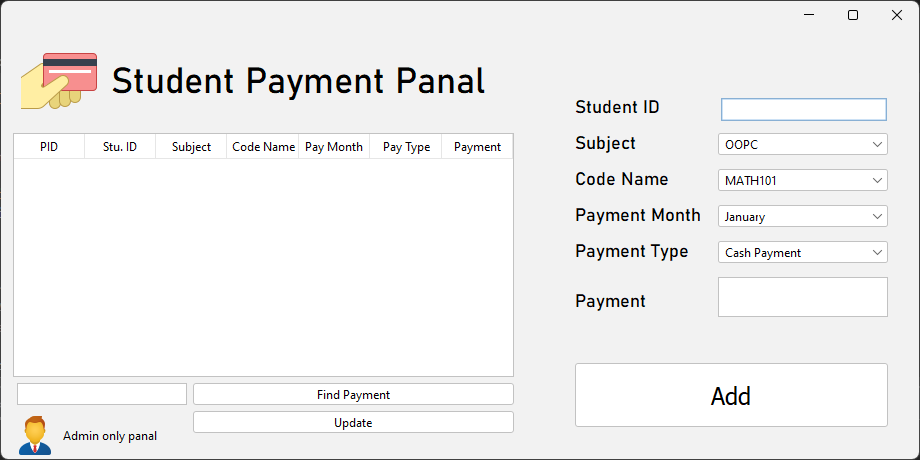 Student Payment Panal
PID Stu. ID Subject Code Name Pay Month Pay Type Payment
Find Payment
Update
Admin only panal
Student ID
Subject OOPC
Code Name MATH101
Payment Month January
Payment Type Cash Payment
Payment
Add